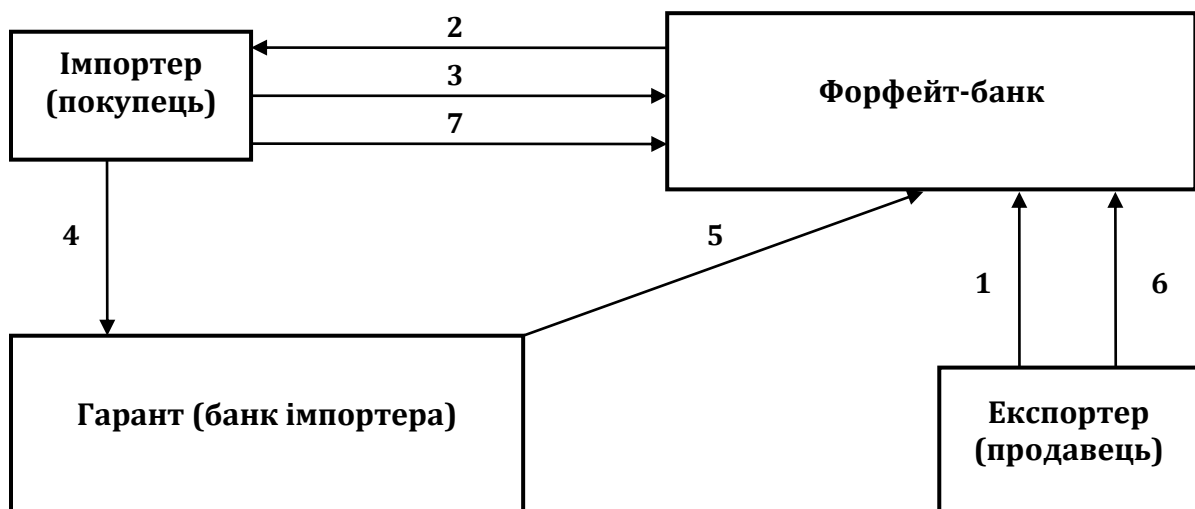 2
Імпортер
(покупець)
3
Форфейт-банк
7
4
5
1
6
Гарант (банк імпортера)
Експортер
(продавець)